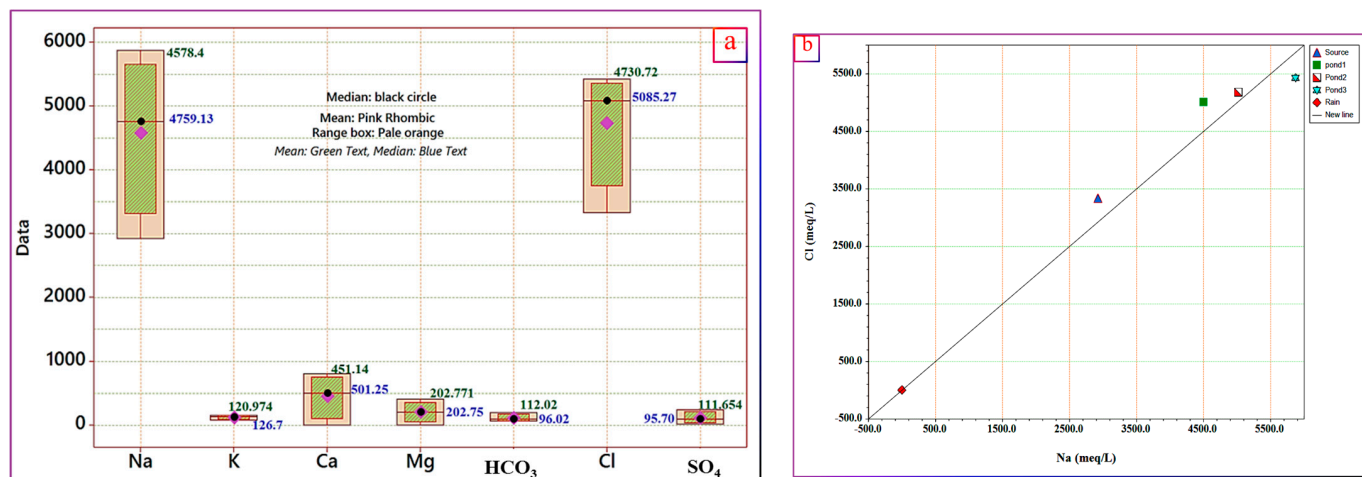 a
6000
5000
4000
3000
2000
1000
0
Data
4578.4
4759.13
Median: black circle
Mean: Pink Rhombic
Range box: Pale orange
Mean: Green Text, Median: Blue Text
4730.72
5085.27
120.974
126.7
451.14
501.25
202.771
202.75
112.02
96.02
111.654
95.70
Na K Ca Mg HCO₃ Cl SO₄
b
5500.0
4500.0
3500.0
2500.0
1500.0
500.0
-500.0
Cl (meq/L)
-500.0 500.0 1500.0 2500.0 3500.0 4500.0 5500.0
Na (meq/L)
Source
pond1
Pond2
Pond3
Rain
New line